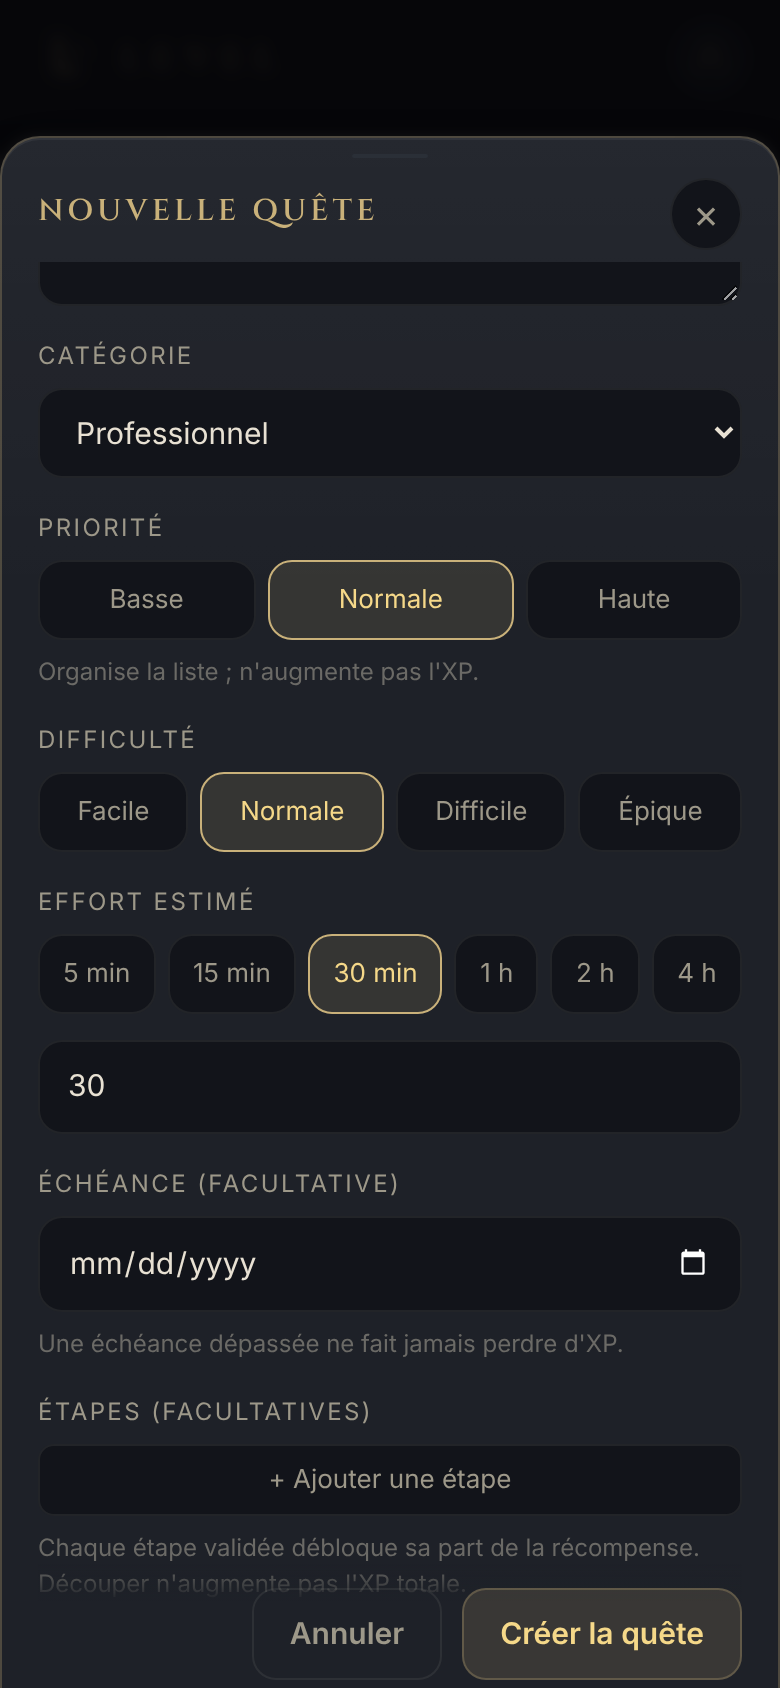 NOUVELLE QUÊTE
×
CATÉGORIE
Professionnel
PRIORITÉ
Basse Normale Haute
Organise la liste ; n'augmente pas l'XP.
DIFFICULTÉ
Facile Normale Difficile Épique
EFFORT ESTIMÉ
5 min 15 min 30 min 1 h 2 h 4 h
30
ÉCHÉANCE (FACULTATIVE)
mm/dd/yyyy
Une échéance dépassée ne fait jamais perdre d'XP.
ÉTAPES (FACULTATIVES)
+ Ajouter une étape
Chaque étape validée débloque sa part de la récompense.
Découper n'augmente pas l'XP totale.
Annuler Créer la quête